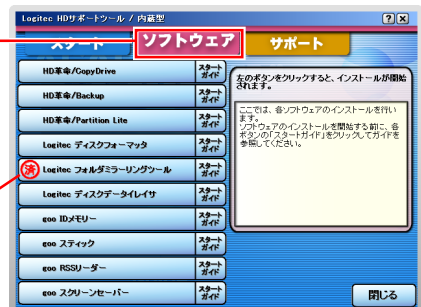 Logitec HDサポートツール / 内蔵型
スタート
ソフトウェア
サポート
HD革命/CopyDrive
スタート
ガイド
HD革命/Backup
スタート
ガイド
HD革命/Partition Lite
スタート
ガイド
Logitec ディスクフォーマッタ
スタート
ガイド
済
Logitec フォルダミラーリングツール
スタート
ガイド
Logitec ディスクデータイレイサ
スタート
ガイド
goo IDメモリー
スタート
ガイド
goo スティック
スタート
ガイド
goo RSSリーダー
スタート
ガイド
goo スクリーンセーバー
スタート
ガイド
左のボタンをクリックすると、インストールが開始
されます。
ここでは、各ソフトウェアのインストールを行い
ます。
ソフトウェアのインストールを開始する前に、各
ボタンの「スタートガイド」をクリックしてガイドを
参照してください。
閉じる